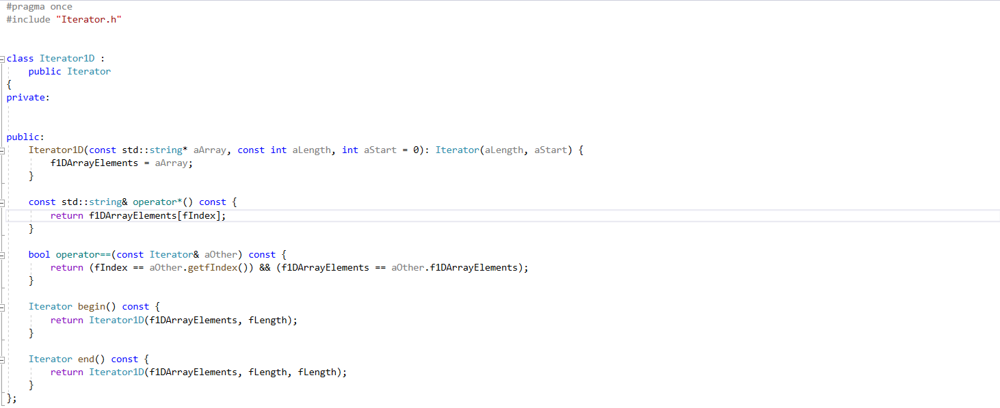 #pragma once
#include "Iterator.h"
class Iterator1D :
public Iterator
{
private:
public:
Iterator1D(const std::string* aArray, const int aLength, int aStart = 0): Iterator(aLength, aStart) {
f1DArrayElements = aArray;
}
const std::string& operator*() const {
return f1DArrayElements[fIndex];
}
bool operator==(const Iterator& aOther) const {
return (fIndex == aOther.getfIndex()) && (f1DArrayElements == aOther.f1DArrayElements);
}
Iterator begin() const {
return Iterator1D(f1DArrayElements, fLength);
}
Iterator end() const {
return Iterator1D(f1DArrayElements, fLength, fLength);
}
};